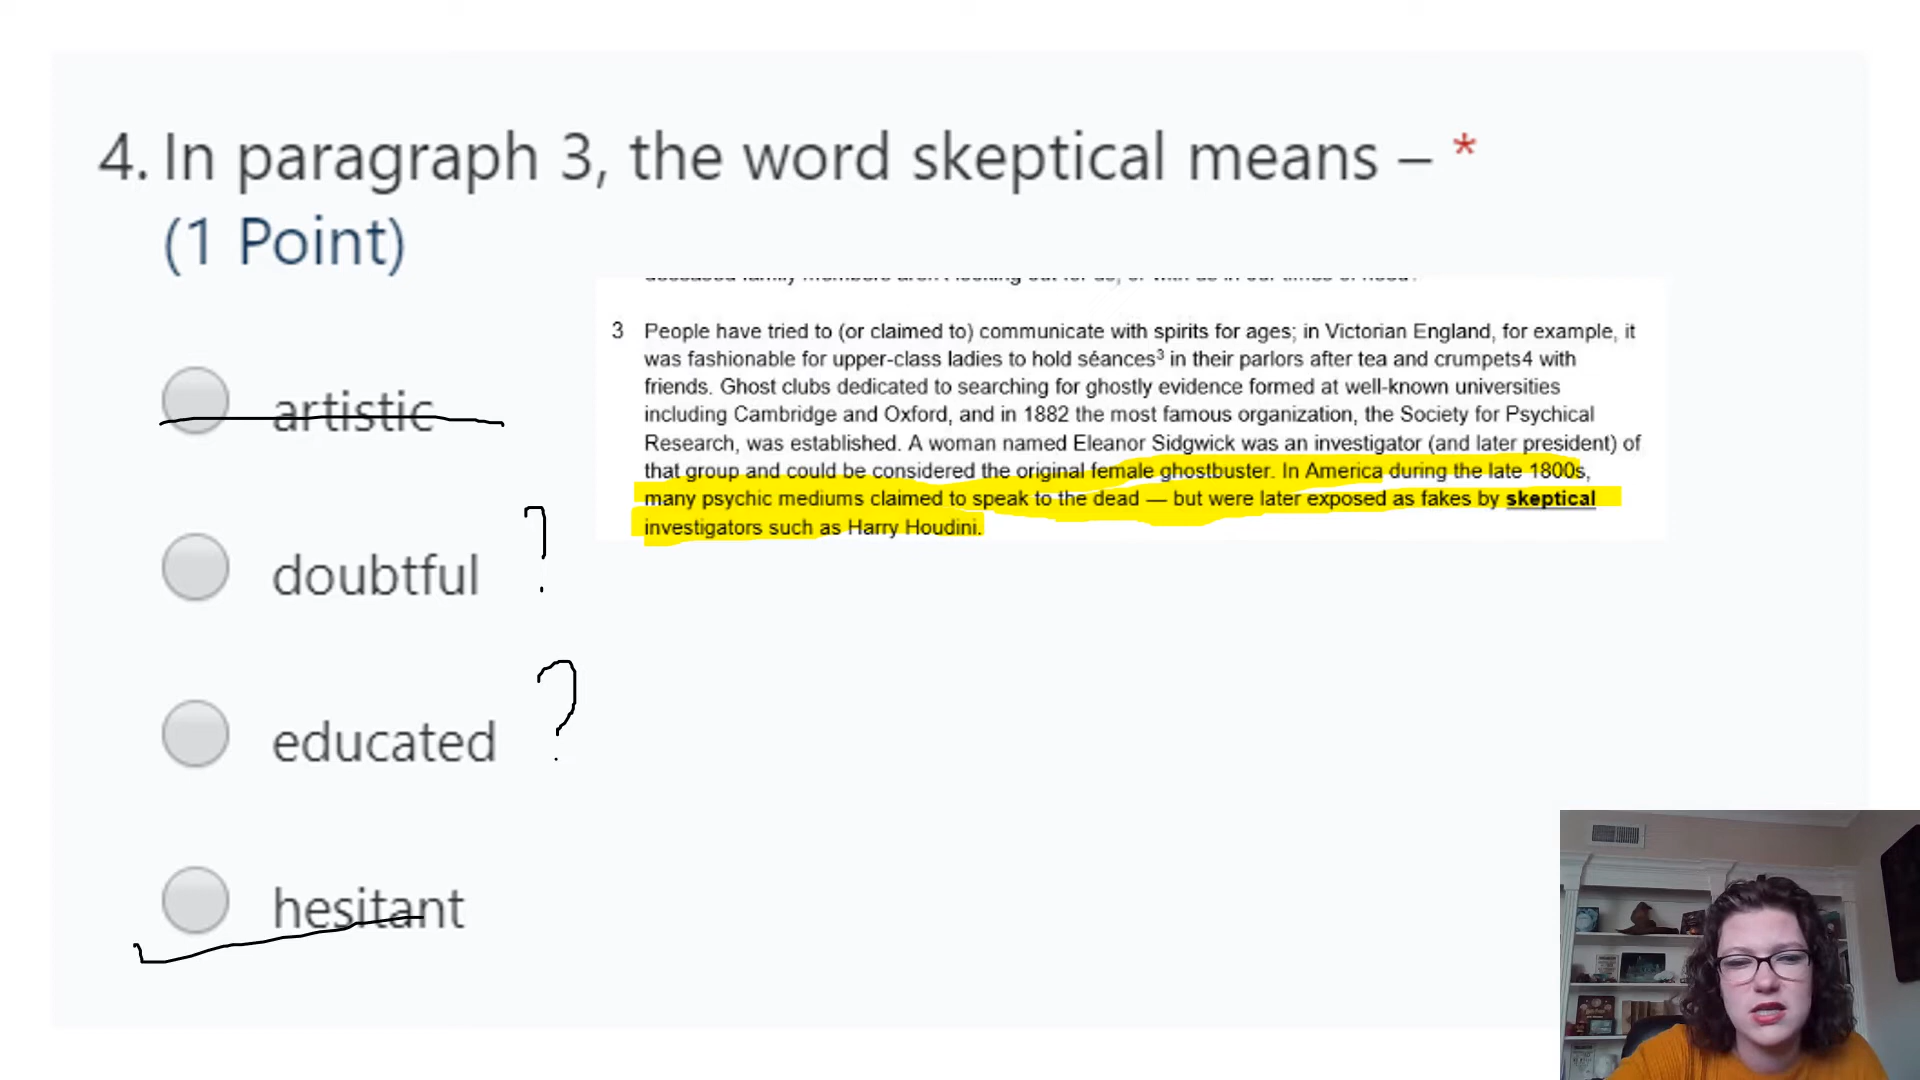 4. In paragraph 3, the word skeptical means – *
(1 Point)
3 People have tried to (or claimed to) communicate with spirits for ages; in Victorian England, for example, it
was fashionable for upper-class ladies to hold séances³ in their parlors after tea and crumpets4 with
friends. Ghost clubs dedicated to searching for ghostly evidence formed at well-known universities
including Cambridge and Oxford, and in 1882 the most famous organization, the Society for Psychical
Research, was established. A woman named Eleanor Sidgwick was an investigator (and later president) of
that group and could be considered the original female ghostbuster. In America during the late 1800s,
many psychic mediums claimed to speak to the dead — but were later exposed as fakes by skeptical
investigators such as Harry Houdini.
artistic
doubtful ?
educated ?
hesitant